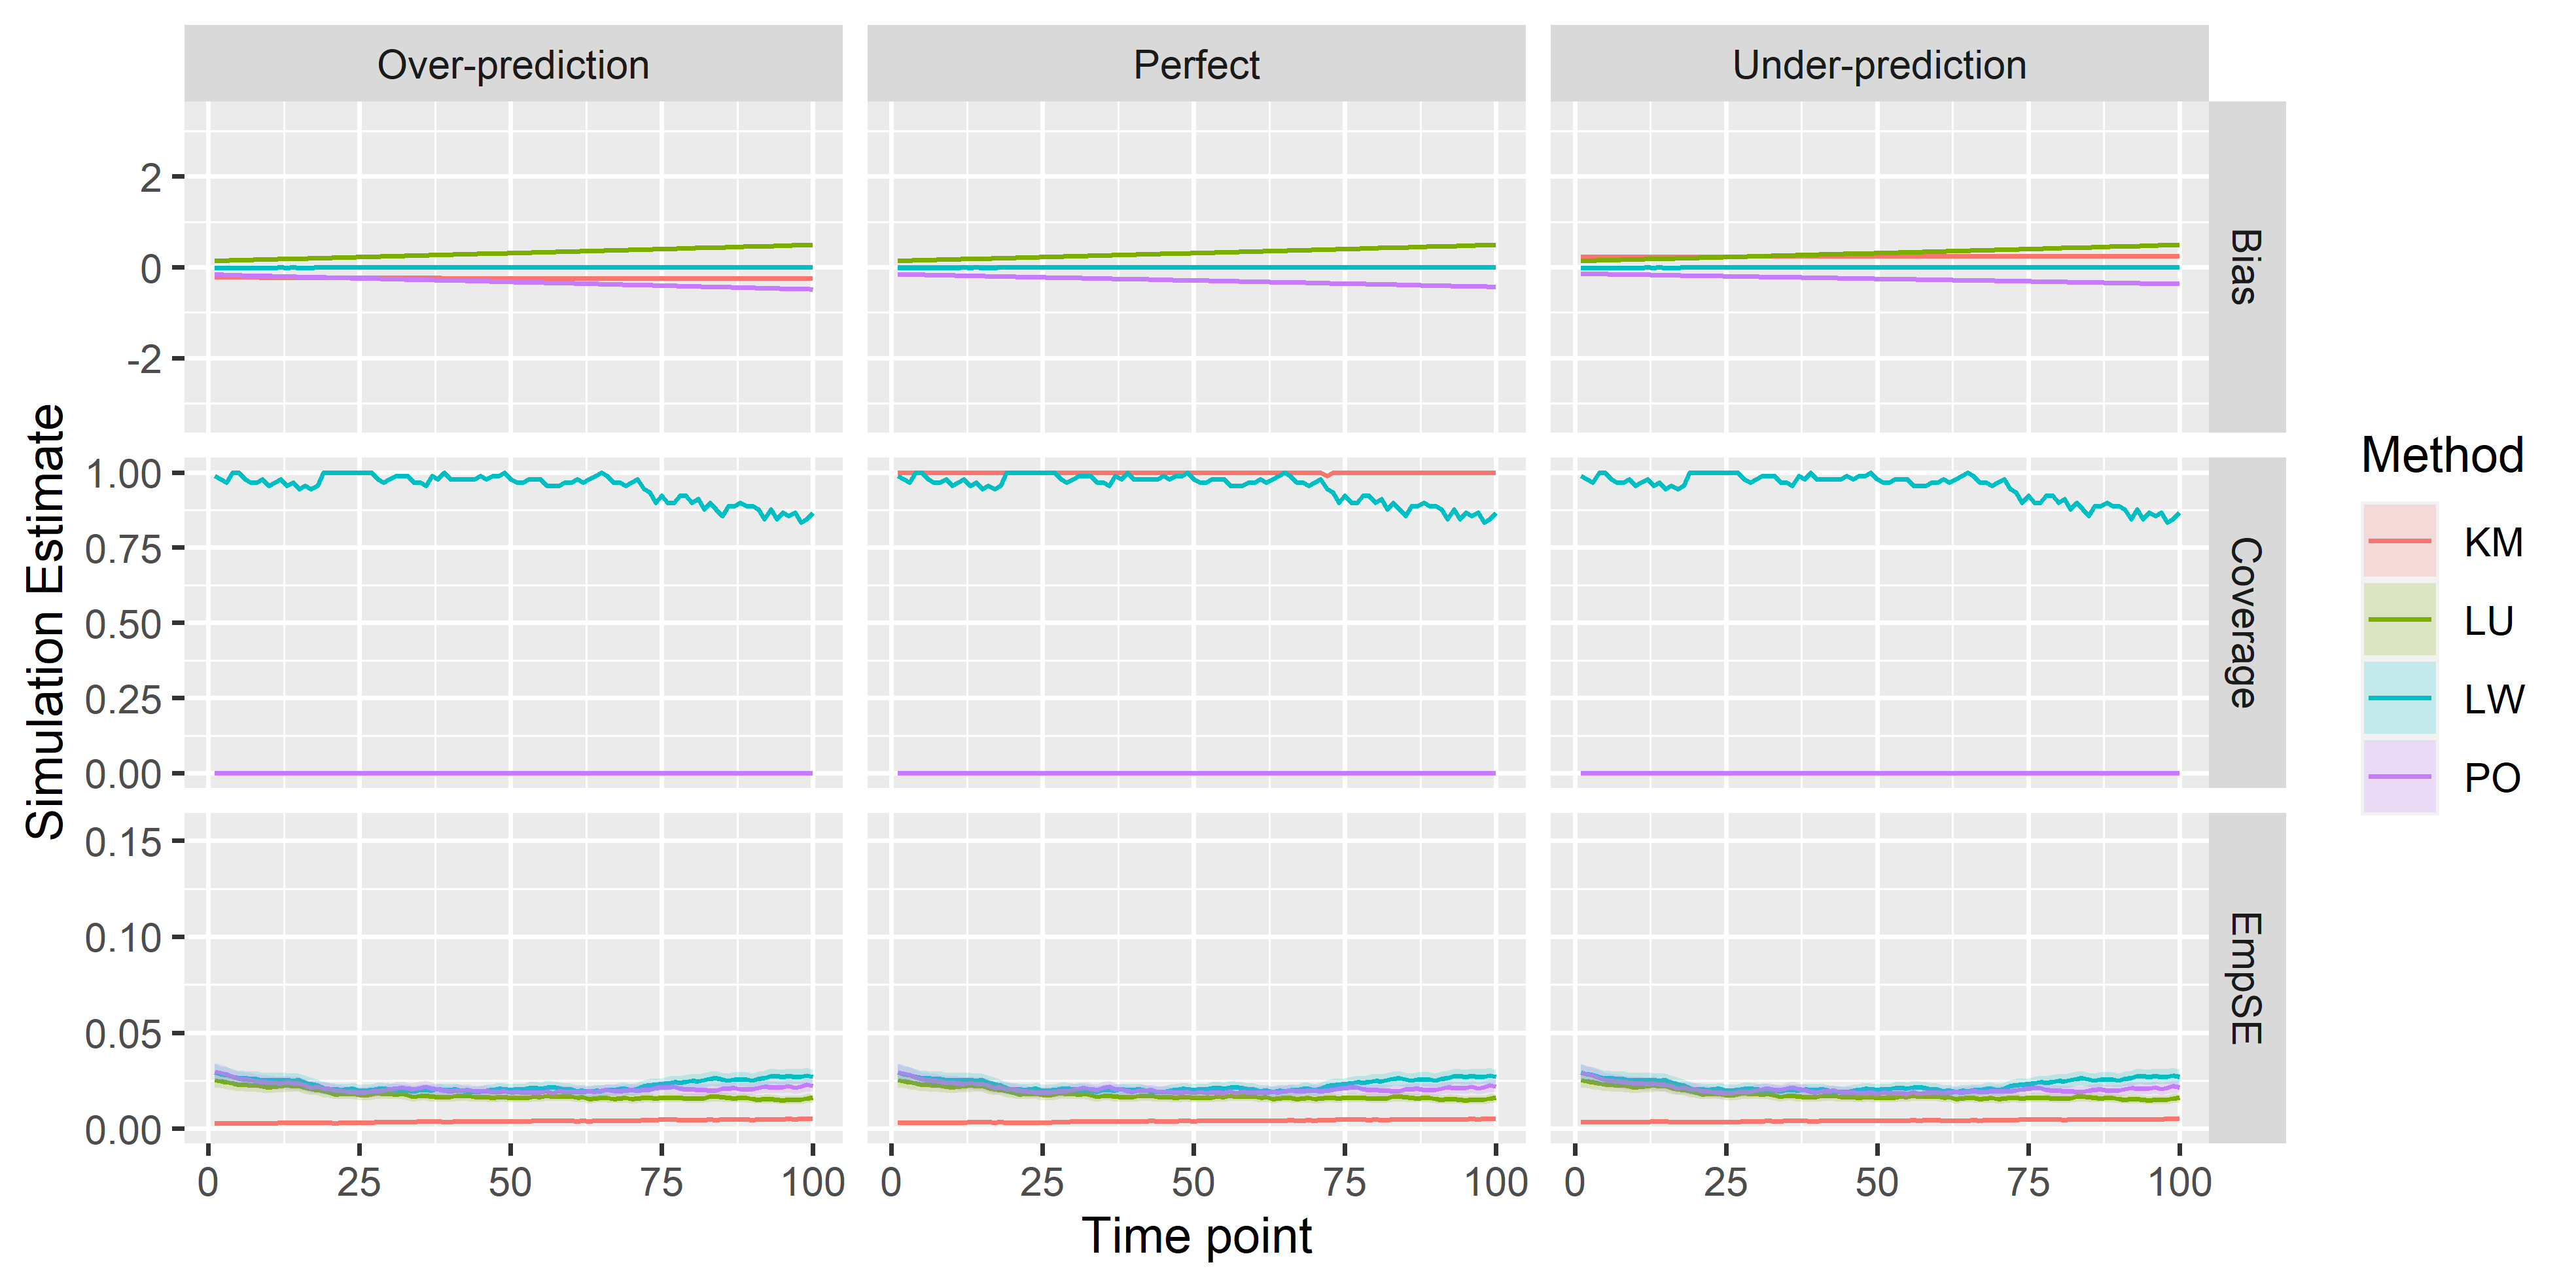 Over-prediction
Perfect
Under-prediction
2
0
-2
Bias
1.00
0.75
0.50
0.25
0.00
Coverage
0.15
0.10
0.05
0.00
EmpSE
0 25 50 75 100
0 25 50 75 100
0 25 50 75 100
Time point
Simulation Estimate
Method
KM
LU
LW
PO